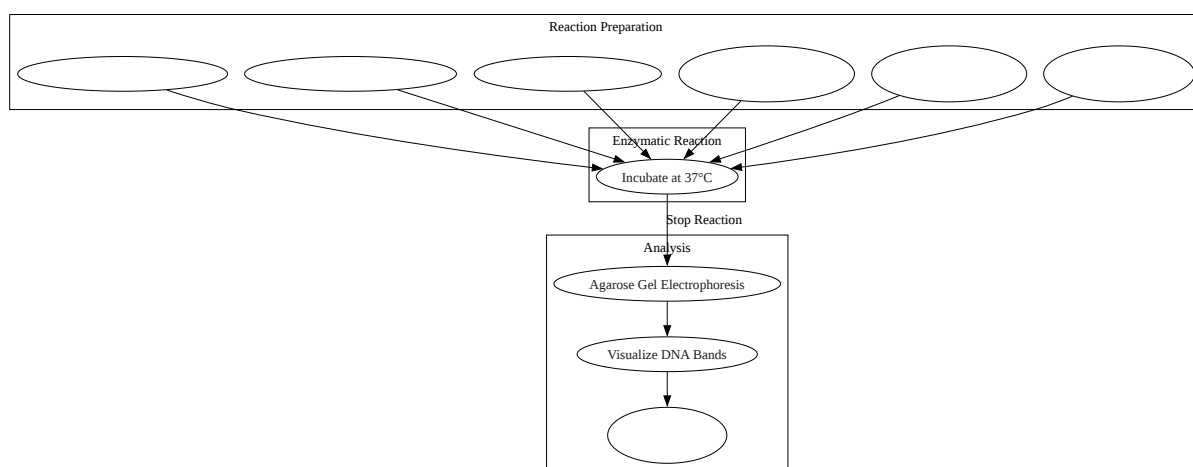 Reaction Preparation
Enzymatic Reaction
Incubate at 37°C
Stop Reaction
Analysis
Agarose Gel Electrophoresis
Visualize DNA Bands